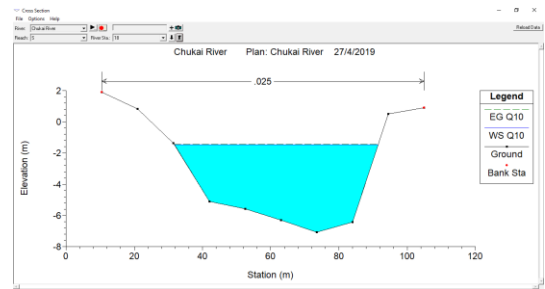 Cross Section
File Options Help
River: Chukai River
Reload Data
Reach: S River Sta.: 10
Chukai River Plan: Chukai River 27/4/2019
.025
Legend
EG Q10
WS Q10
Ground
Bank Sta
Elevation (m)
2
0
-2
-4
-6
-8
0 20 40 60 80 100 120
Station (m)